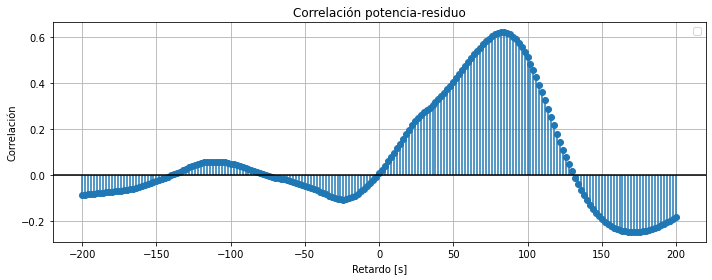 Correlación potencia-residuo
0.6
0.4
0.2
0.0
−0.2
Correlación
−200 −150 −100 −50 0 50 100 150 200
Retardo [s]